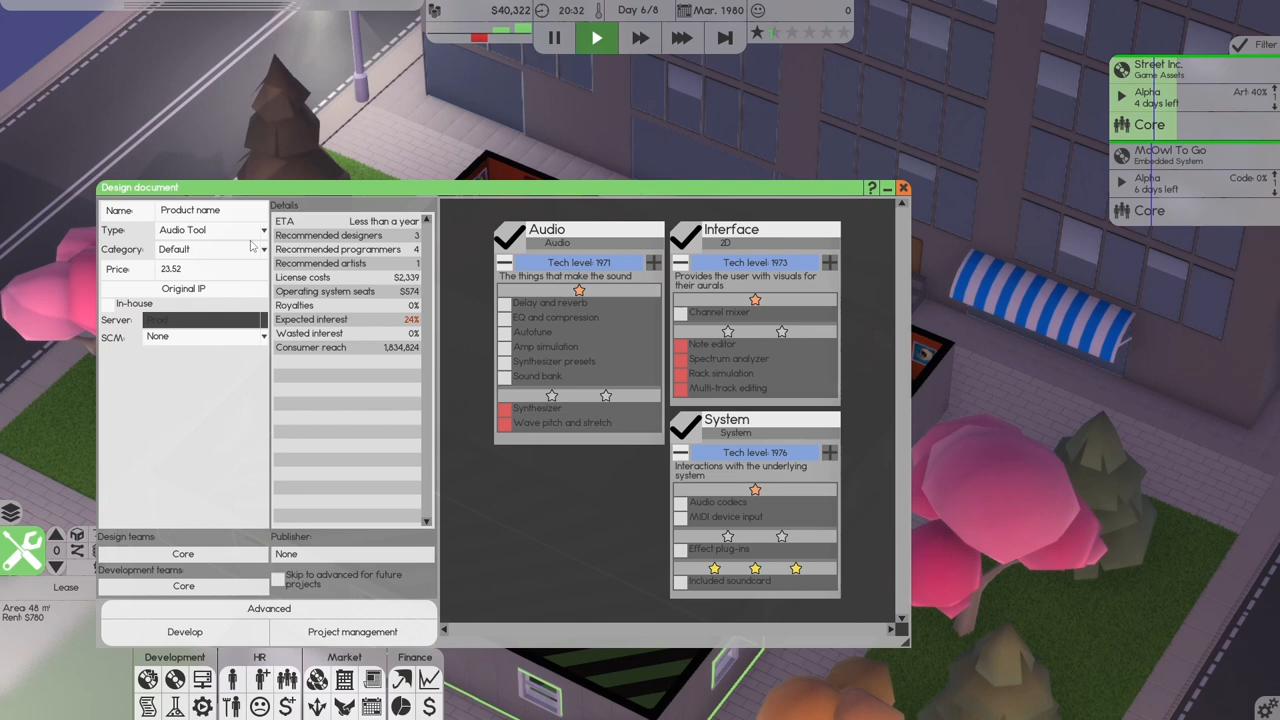 $40,322
20:32
Day 6/8
Mar. 1980
0
Filter
Street Inc.
Game Assets
Alpha
Art: 40%
4 days left
1
Core
McOwl To Go
Embedded System
Alpha
Code: 0%
6 days left
Core
Design document
?
Name: Product name
Type: Audio Tool
Category: Default
Price: 23.52
Original IP
In-house
Server:
SCM: None
Details
ETA Less than a year
Recommended designers 3
Recommended programmers 4
Recommended artists 1
License costs $2,339
Operating system seats $574
Royalties 0%
Expected interest 24%
Wasted interest 0%
Consumer reach 1,834,824
Design teams:
Core
Development teams:
Core
Publisher:
None
Skip to advanced for future
projects
Advanced
Develop
Project management
Audio
Audio
Tech level: 1971
The things that make the sound
Delay and reverb
EQ and compression
Autotune
Amp simulation
Synthesizer presets
Sound bank
Synthesizer
Wave pitch and stretch
Interface
2D
Tech level: 1973
Provides the user with visuals for
their aurals
Channel mixer
Note editor
Spectrum analyzer
Rack simulation
Multi-track editing
System
System
Tech level: 1976
Interactions with the underlying
system
Audio codecs
MIDI device input
Effect plug-ins
Included soundcard
0
Lease
Area: 48 m²
Rent: $780
Development
HR
Market
Finance